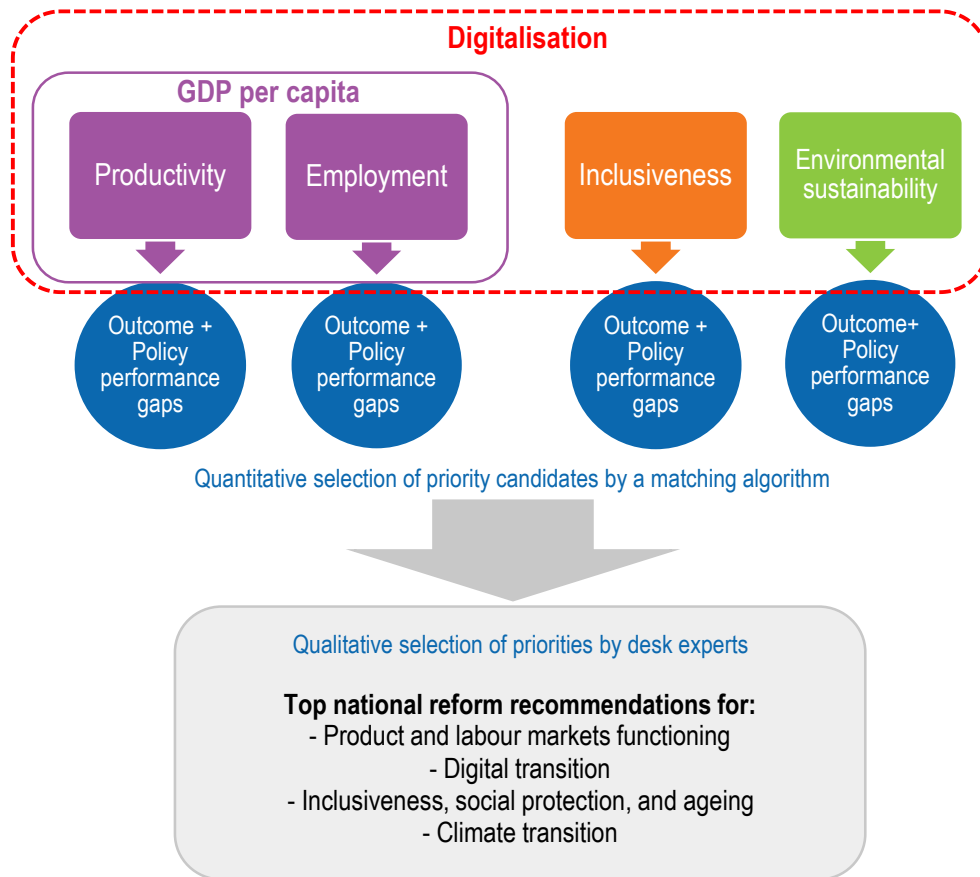 Digitalisation
GDP per capita
Productivity
Employment
Inclusiveness
Environmental
sustainability
Outcome +
Policy
performance
gaps
Outcome +
Policy
performance
gaps
Outcome +
Policy
performance
gaps
Outcome+
Policy
performance
gaps
Quantitative selection of priority candidates by a matching algorithm
Qualitative selection of priorities by desk experts
Top national reform recommendations for:
- Product and labour markets functioning
- Digital transition
- Inclusiveness, social protection, and ageing
- Climate transition